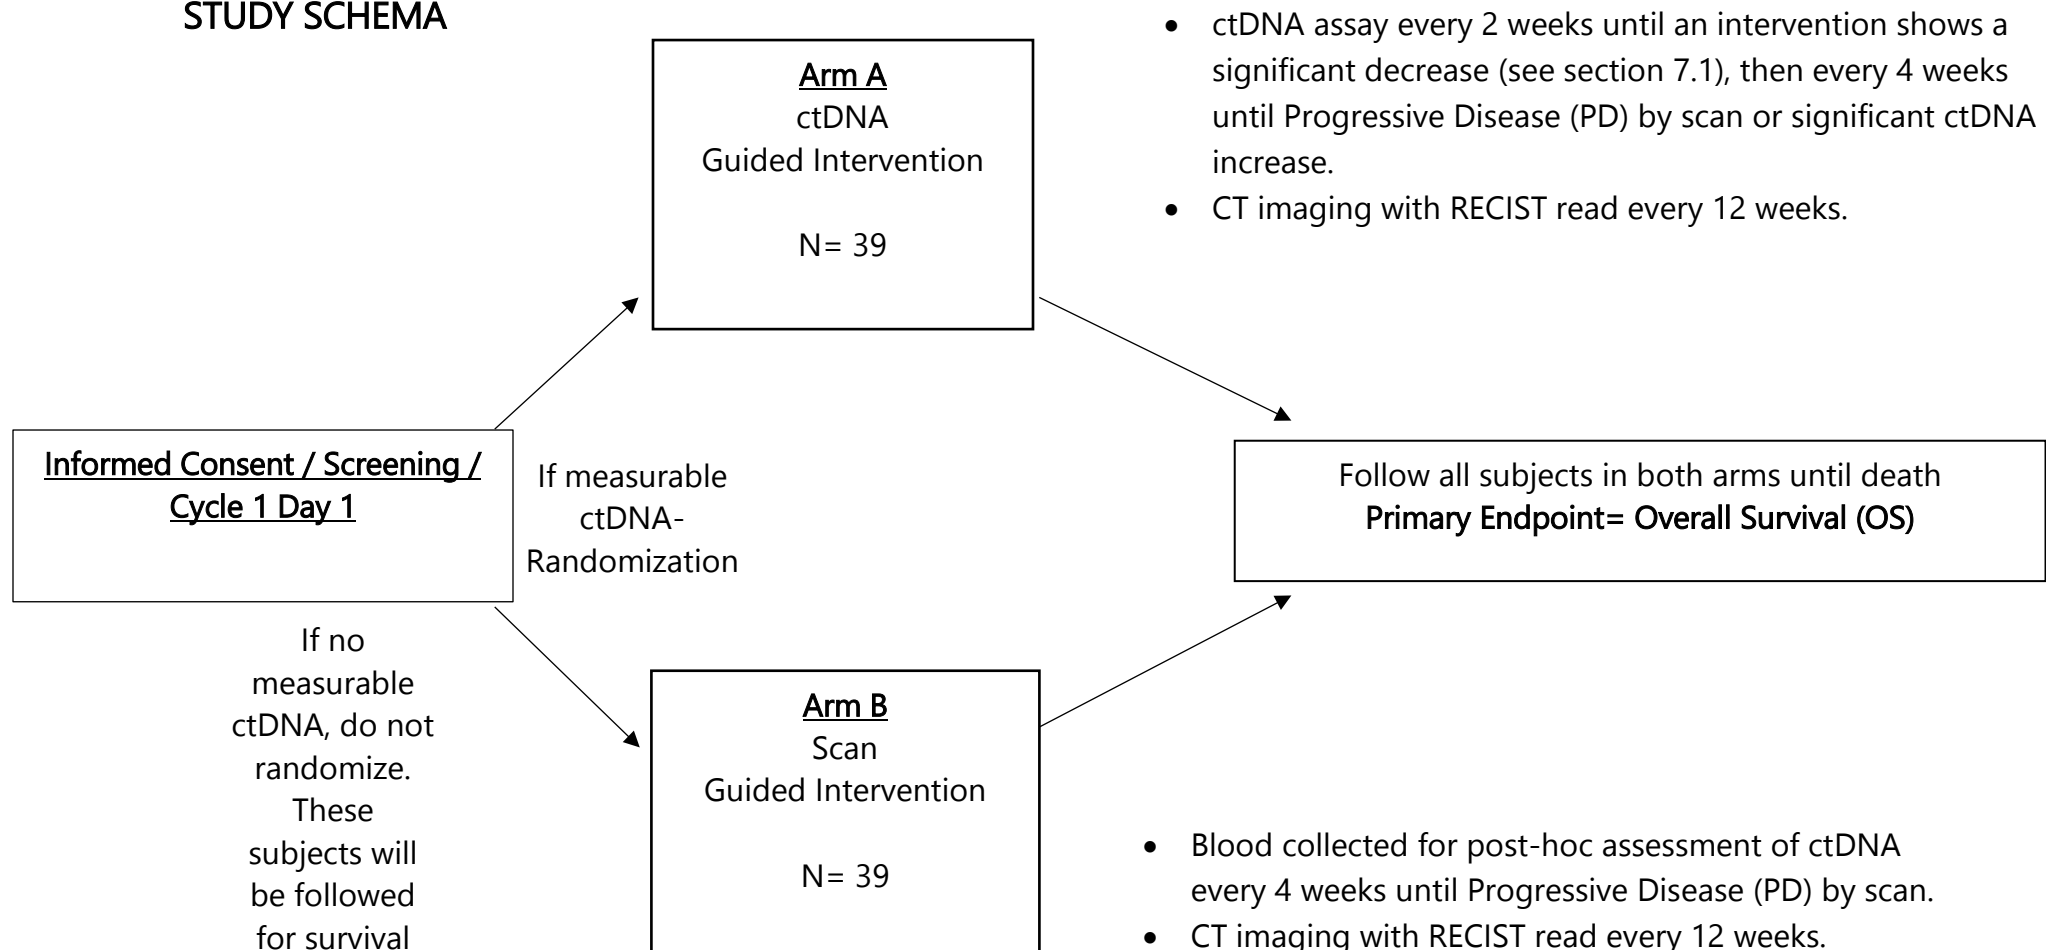 STUDY SCHEMA
Arm A
ctDNA
Guided Intervention
N= 39
• ctDNA assay every 2 weeks until an intervention shows a
significant decrease (see section 7.1), then every 4 weeks
until Progressive Disease (PD) by scan or significant ctDNA
increase.
• CT imaging with RECIST read every 12 weeks.
Informed Consent / Screening /
Cycle 1 Day 1
If measurable
ctDNA-
Randomization
Follow all subjects in both arms until death
Primary Endpoint= Overall Survival (OS)
If no
measurable
ctDNA, do not
randomize.
These
subjects will
be followed
for survival
Arm B
Scan
Guided Intervention
N= 39
• Blood collected for post-hoc assessment of ctDNA
every 4 weeks until Progressive Disease (PD) by scan.
• CT imaging with RECIST read every 12 weeks.